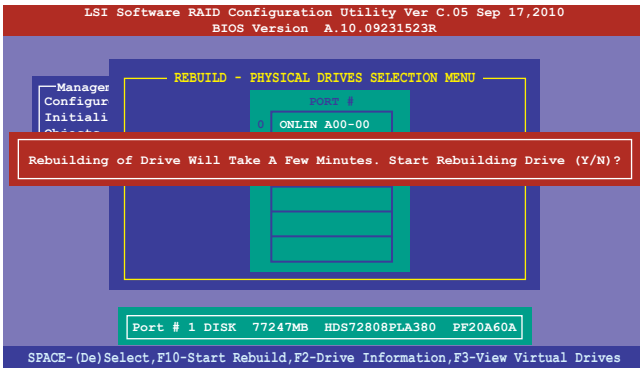 LSI Software RAID Configuration Utility Ver C.05 Sep 17,2010
BIOS Version A.10.09231523R
REBUILD - PHYSICAL DRIVES SELECTION MENU
Managem
Configur
Initiali
PORT #
0 ONLIN A00-00
Rebuilding of Drive Will Take A Few Minutes. Start Rebuilding Drive (Y/N)?
Port # 1 DISK 77247MB HDS72808PLA380 PF20A60A
SPACE-(De)Select,F10-Start Rebuild,F2-Drive Information,F3-View Virtual Drives